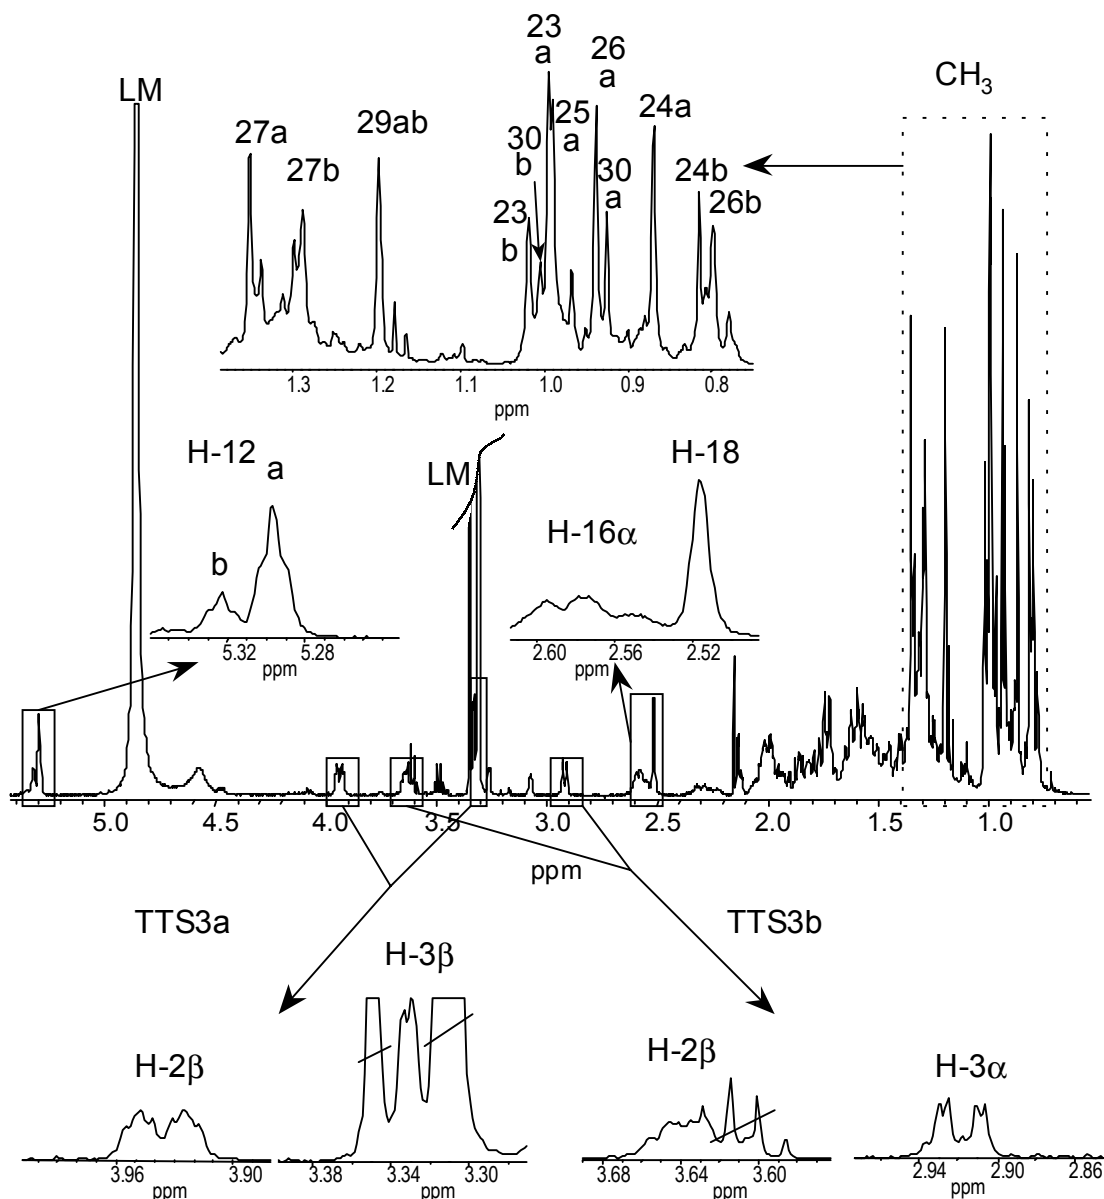 23
a
26
a
CH3
LM
27a
29ab
25
a
24a
30
b
27b
30
a
24b
23
b
26b
1.3 1.2 1.1 1.0 0.9 0.8
ppm
H-12
a
LM
H-18
b
H-16α
5.32 5.28
ppm
2.60 2.56 2.52
ppm
5.0 4.5 4.0 3.5 3.0 2.5 2.0 1.5 1.0
ppm
TTS3a
TTS3b
H-3β
H-2β
H-2β
H-3α
3.96 3.90
ppm
3.38 3.34 3.30
ppm
3.68 3.64 3.60
ppm
2.94 2.90 2.86
ppm